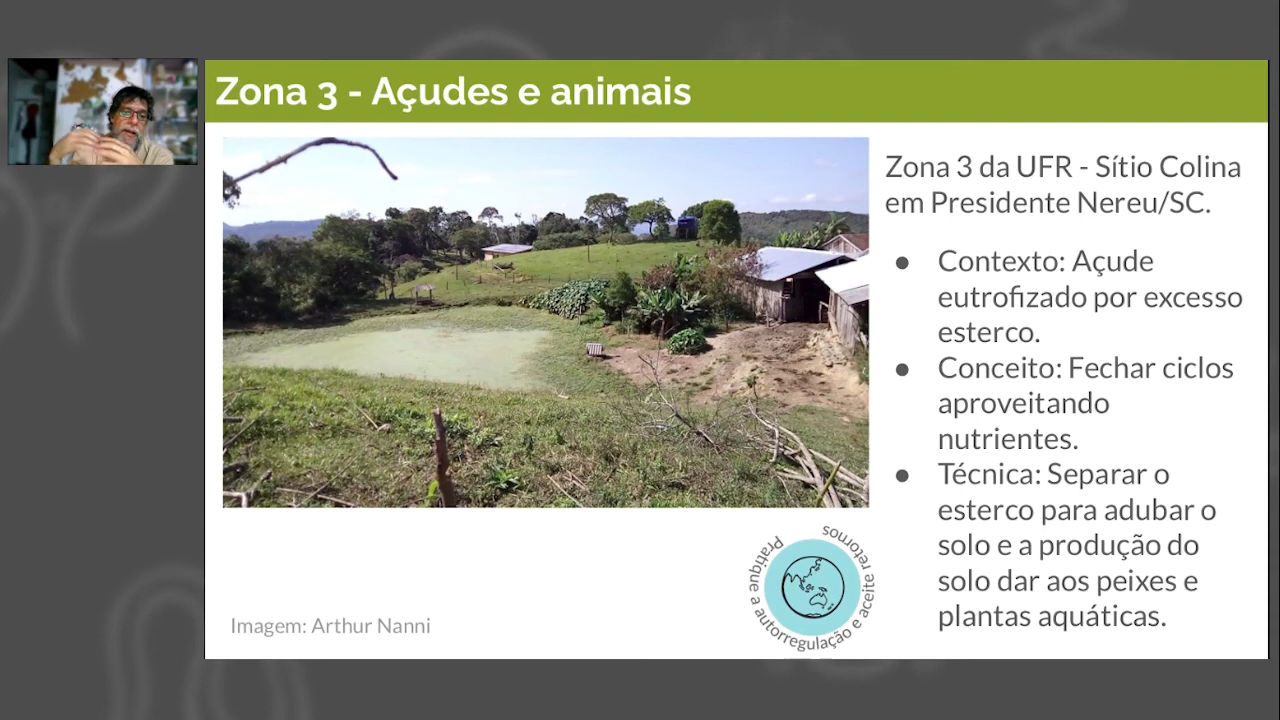 Zona 3 - Açudes e animais
Zona 3 da UFR - Sítio Colina
em Presidente Nereu/SC.
● Contexto: Açude
eutrofizado por excesso
esterco.
● Conceito: Fechar ciclos
aproveitando
nutrientes.
● Técnica: Separar o
esterco para adubar o
solo e a produção do
solo dar aos peixes e
plantas aquáticas.
Pratique a autorregulação e aceite retornos
Imagem: Arthur Nanni